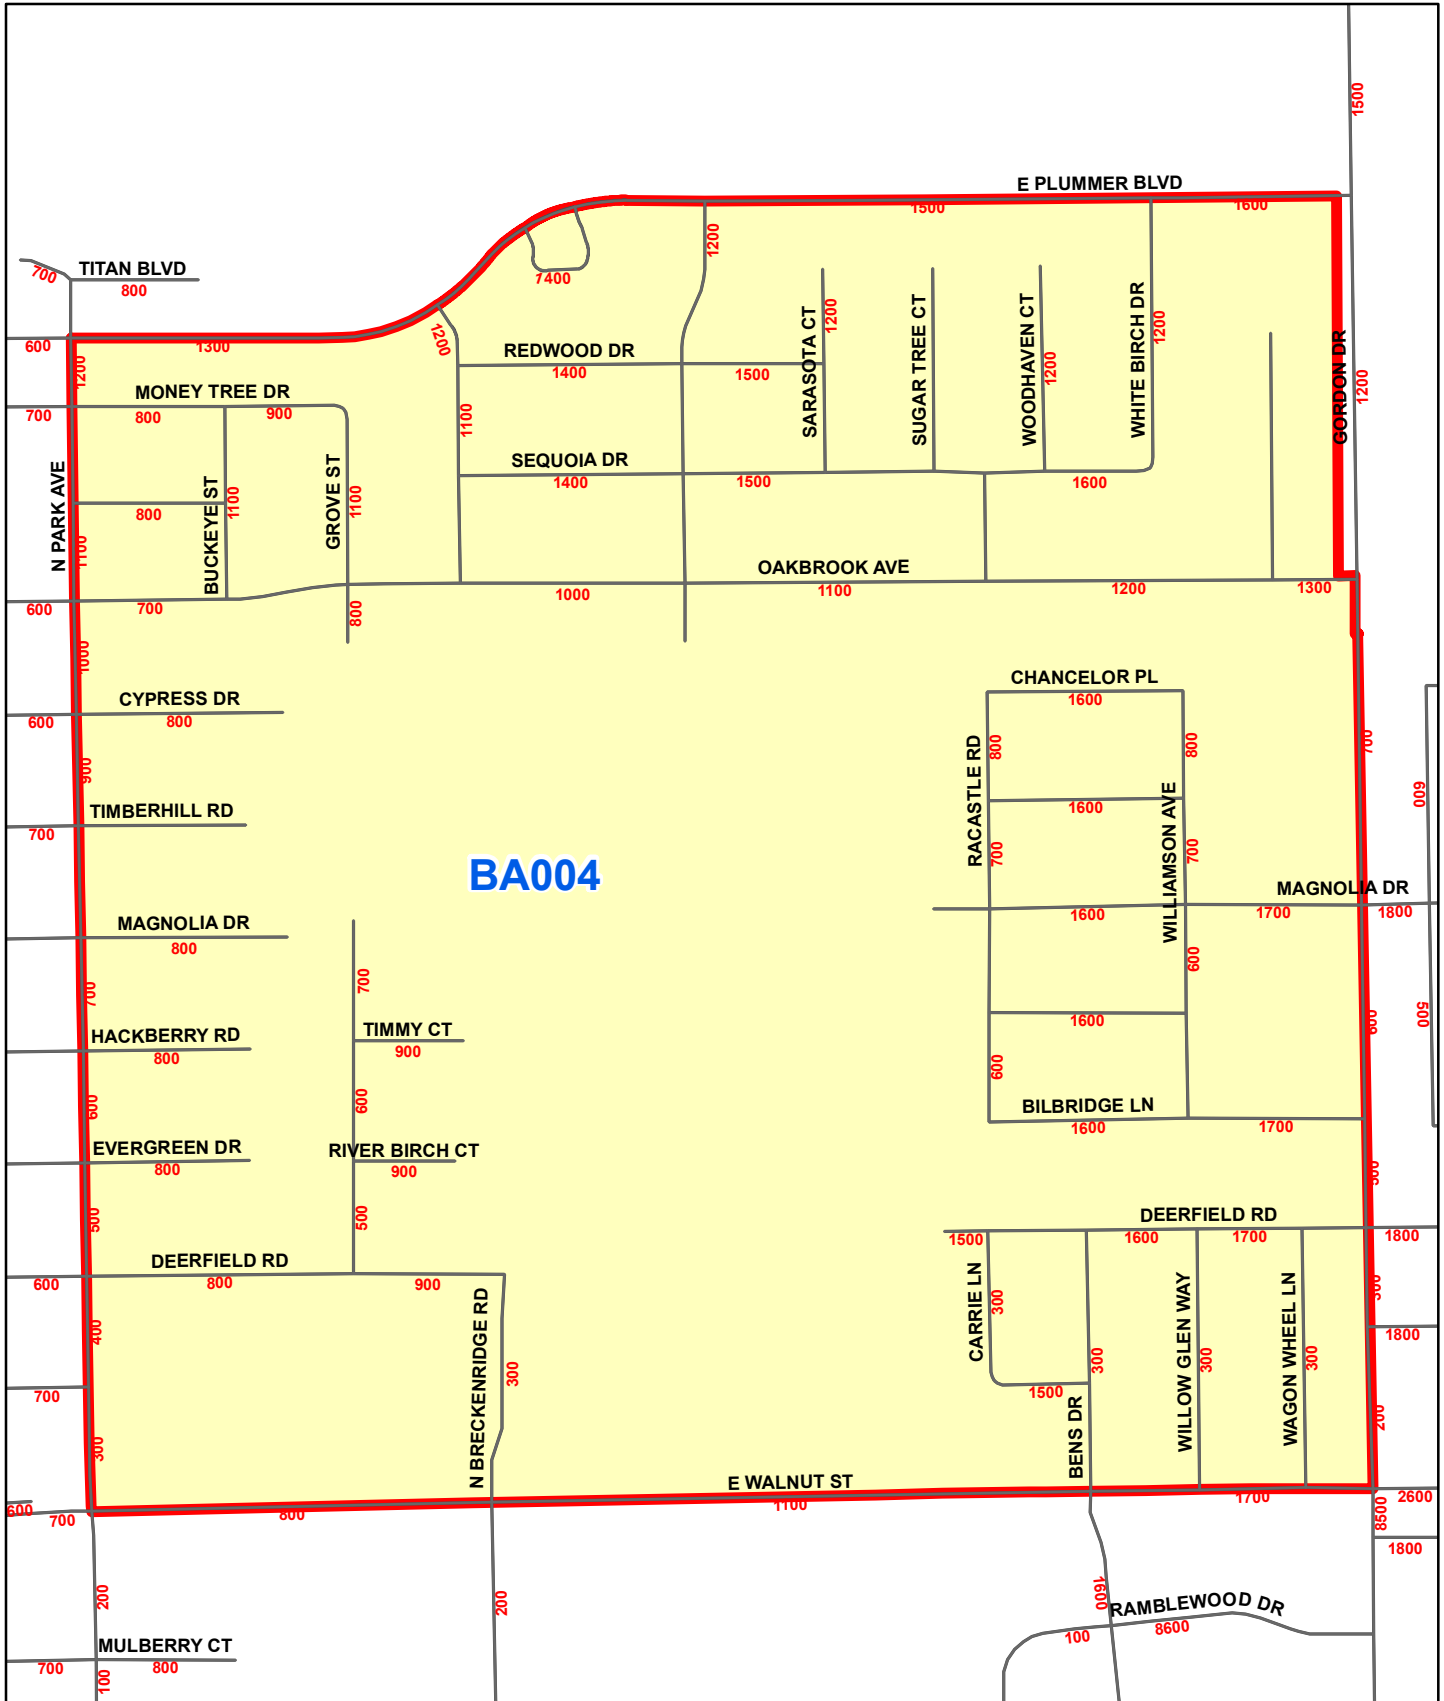 1500
E PLUMMER BLVD
1500
1600
1200
700
TITAN BLVD
800
1400
600
1300
1200
1200
REDWOOD DR
1400
1500
SARASOTA CT
1200
SUGAR TREE CT
WOODHAVEN CT
1200
WHITE BIRCH DR
1200
GORDON DR
1200
MONEY TREE DR
700
800
900
1100
SEQUOIA DR
1400
1500
1600
N PARK AVE
1100
800
BUCKEYE ST
1100
GROVE ST
1100
OAKBROOK AVE
600
700
800
1000
1100
1200
1300
1000
CYPRESS DR
600
800
CHANCELOR PL
1600
900
RACASTLE RD
800
800
700
600
TIMBERHILL RD
700
1600
WILLIAMSON AVE
BA004
700
700
MAGNOLIA DR
1600
1700
1800
MAGNOLIA DR
800
700
700
600
HACKBERRY RD
800
TIMMY CT
900
1600
600
500
600
600
600
BILBRIDGE LN
1600
1700
EVERGREEN DR
800
RIVER BIRCH CT
900
500
500
500
DEERFIELD RD
1500
1600
1700
1800
DEERFIELD RD
600
800
900
CARRIE LN
300
N BRECKENRIDGE RD
300
400
300
1800
BENS DR
300
WILLOW GLEN WAY
300
WAGON WHEEL LN
300
700
1500
200
300
E WALNUT ST
600
700
800
1100
1700
2600
8500
1800
200
200
1600
RAMBLEWOOD DR
100
8600
MULBERRY CT
700
800
100